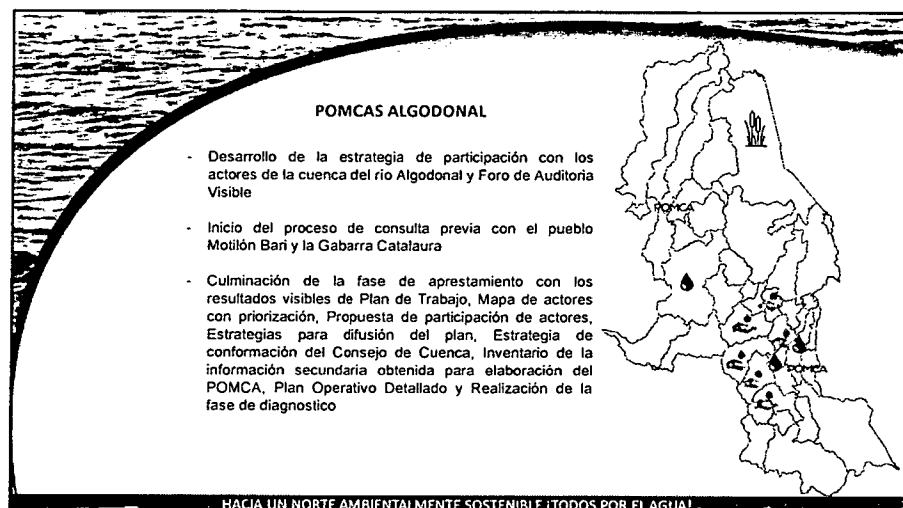 POMCAS ALGODONAL
- Desarrollo de la estrategia de participación con los
actores de la cuenca del río Algodonal y Foro de Auditoria
Visible
- Inicio del proceso de consulta previa con el pueblo
Motilón Bari y la Gabarra Catalaura
- Culminación de la fase de aprestamiento con los
resultados visibles de Plan de Trabajo, Mapa de actores
con priorización, Propuesta de participación de actores,
Estrategias para difusión del plan, Estrategia de
conformación del Consejo de Cuenca, Inventario de la
información secundaria obtenida para elaboración del
POMCA, Plan Operativo Detallado y Realización de la
fase de diagnostico
POMCA
POMCA
HACIA UN NORTE AMBIENTALMENTE SOSTENIBLE ¡TODOS POR EL AGUA!